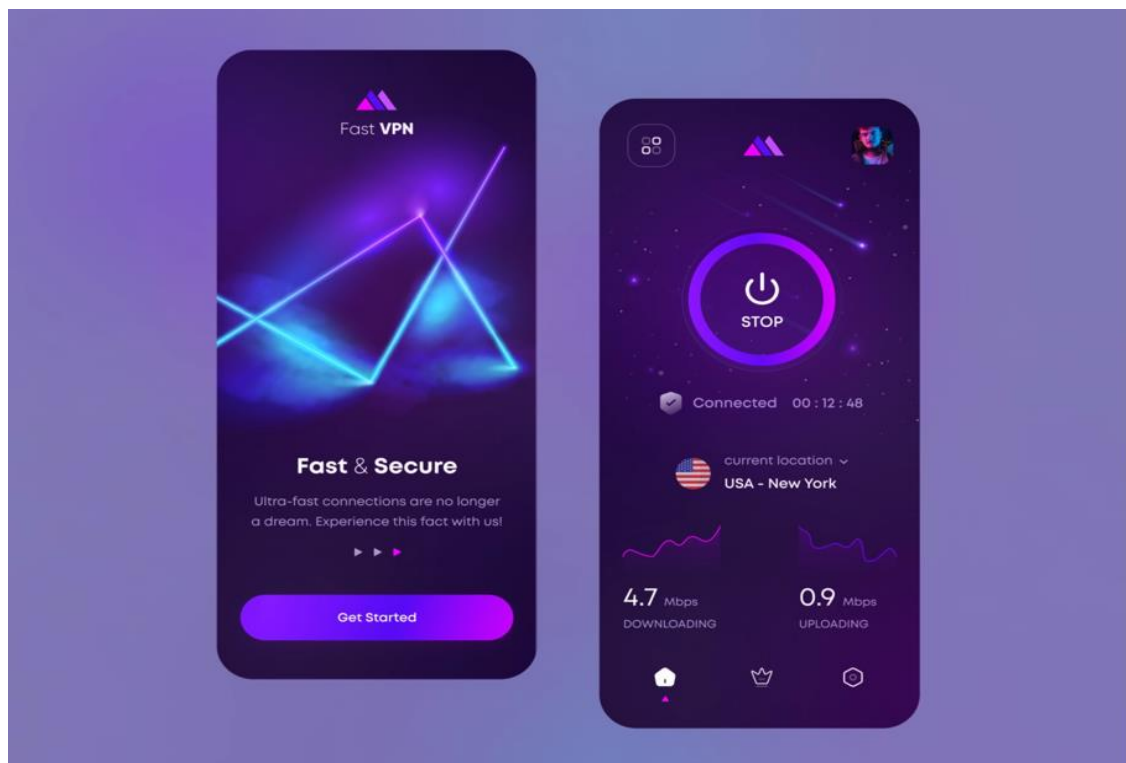 Fast VPN
Fast & Secure
Ultra-fast connections are no longer
a dream. Experience this fact with us!
Get Started
STOP
Connected 00 : 12 : 48
current location
USA - New York
4.7 Mbps
DOWNLOADING
0.9 Mbps
UPLOADING